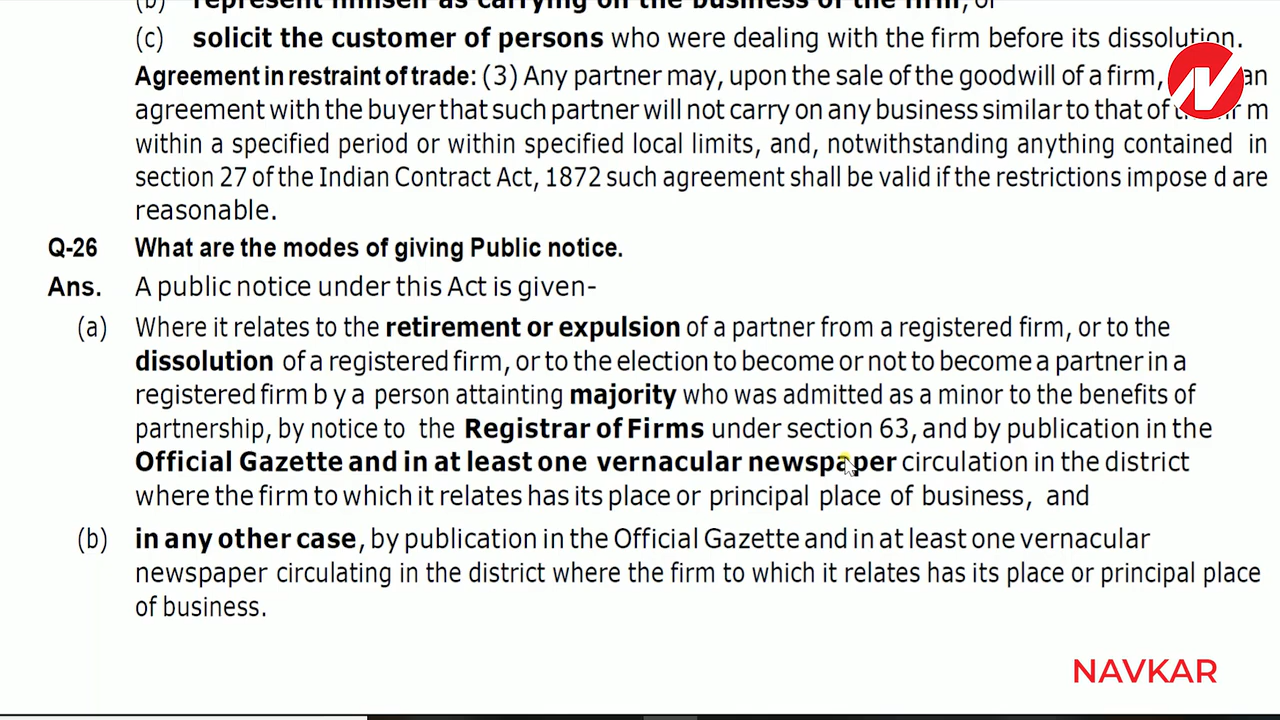 (b) represent himself as carrying on the business of the firm, or
(c) solicit the customer of persons who were dealing with the firm before its dissolution.
Agreement in restraint of trade: (3) Any partner may, upon the sale of the goodwill of a firm, an
agreement with the buyer that such partner will not carry on any business similar to that of m
within a specified period or within specified local limits, and, notwithstanding anything contained in
section 27 of the Indian Contract Act, 1872 such agreement shall be valid if the restrictions impose d are
reasonable.
Q-26 What are the modes of giving Public notice.
Ans. A public notice under this Act is given-
(a) Where it relates to the retirement or expulsion of a partner from a registered firm, or to the
dissolution of a registered firm, or to the election to become or not to become a partner in a
registered firm b y a person attainting majority who was admitted as a minor to the benefits of
partnership, by notice to the Registrar of Firms under section 63, and by publication in the
Official Gazette and in at least one vernacular newspaper circulation in the district
where the firm to which it relates has its place or principal place of business, and
(b) in any other case, by publication in the Official Gazette and in at least one vernacular
newspaper circulating in the district where the firm to which it relates has its place or principal place
of business.
NAVKAR